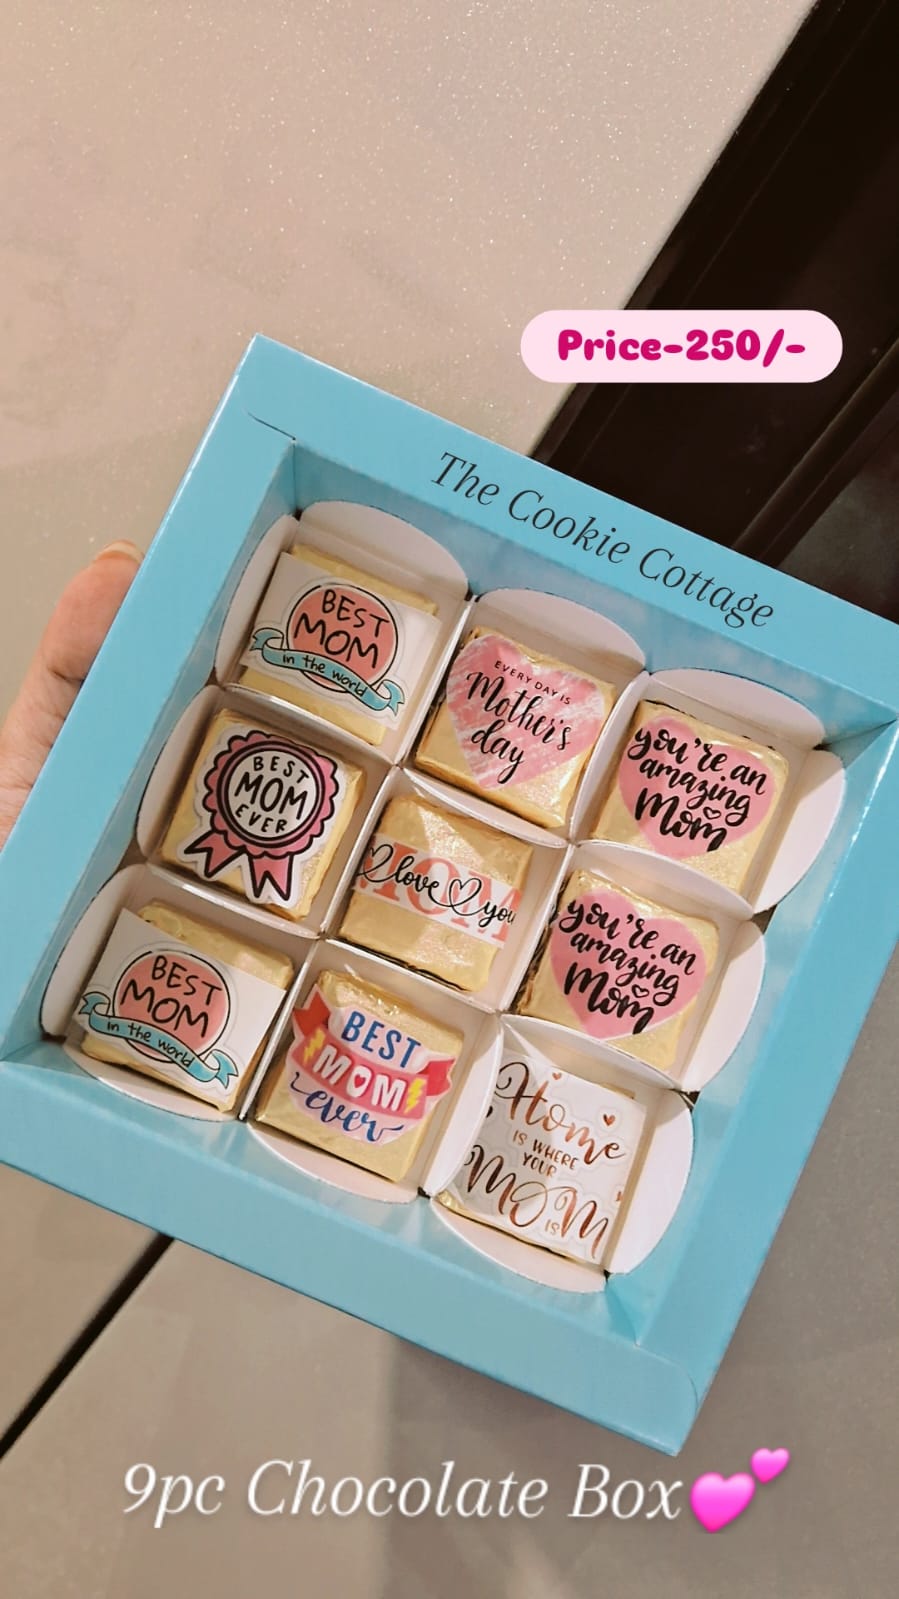 Price-250/-
The Cookie Cottage
BEST
MOM
in the world
EVERY DAY IS
Mother's
day
you're an
amazing
Mom
BEST
MOM
EVER
MOM
love you
you're an
amazing
Mom
BEST
MOM
in the world
BEST
MOM
ever
Home
IS WHERE
YOUR
MOM
IS
9pc Chocolate Box💕